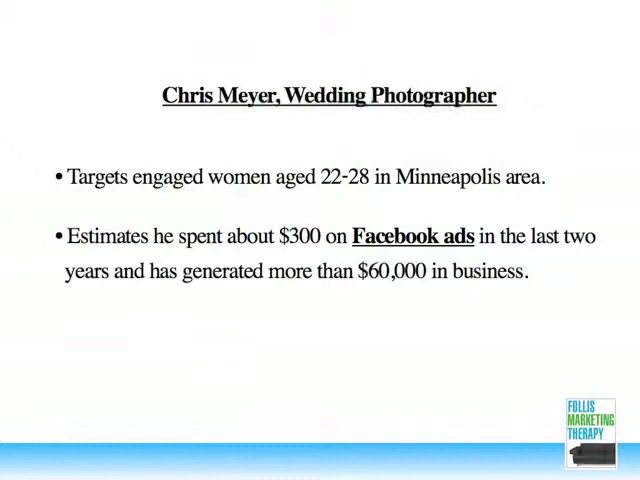 Chris Meyer, Wedding Photographer
• Targets engaged women aged 22-28 in Minneapolis area.
• Estimates he spent about $300 on Facebook ads in the last two
years and has generated more than $60,000 in business.
FOLLIS
MARKETING
THERAPY